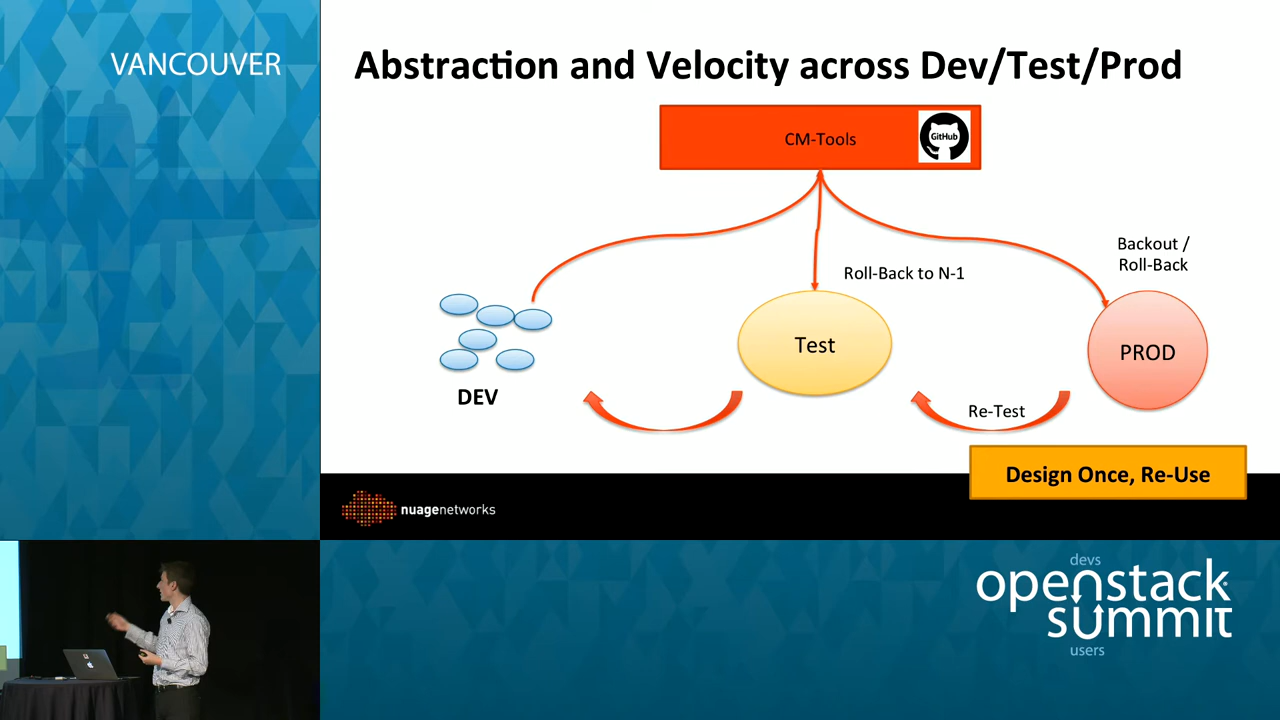 VANCOUVER
Abstraction and Velocity across Dev/Test/Prod
CM-Tools
GitHub
Backout /
Roll-Back
Roll-Back to N-1
Test
PROD
DEV
Re-Test
Design Once, Re-Use
nuagenetworks
devs
openstack
summit
users